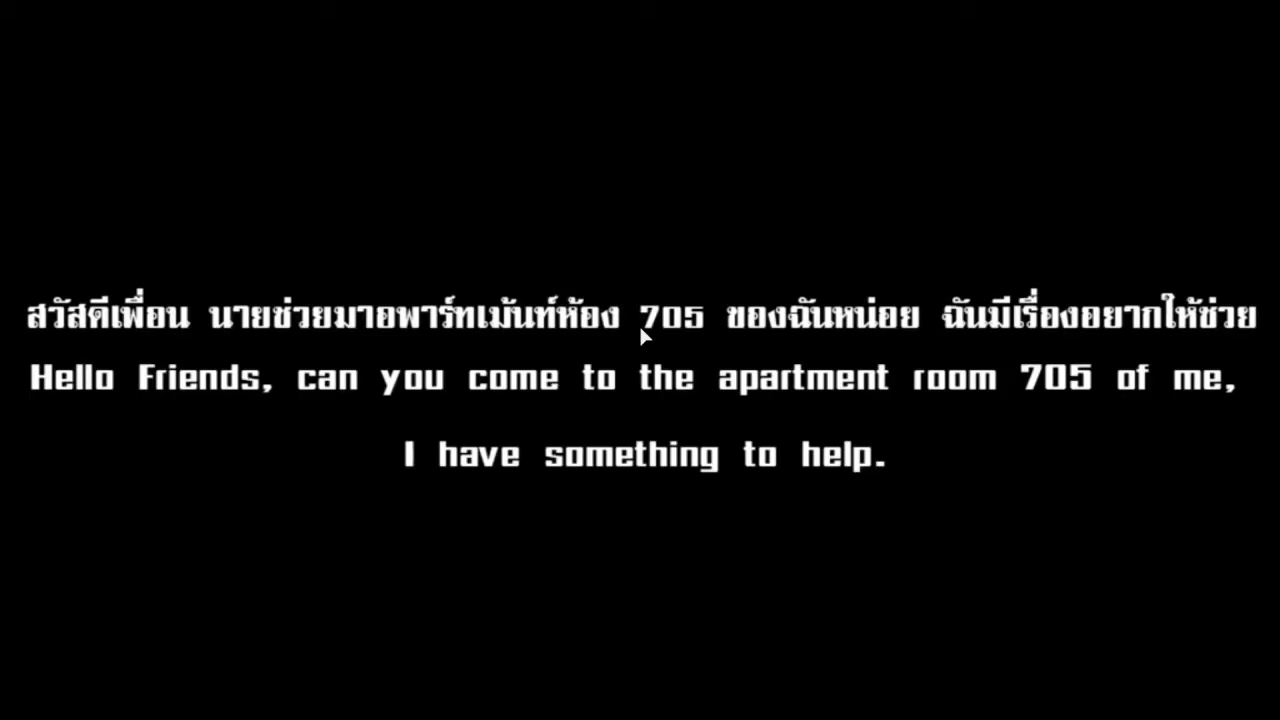 สวัสดีเพื่อน นายช่วยมาอพาร์ทเม้นท์ห้อง 705 ของฉันหน่อย ฉันมีเรื่องอยากให้ช่วย
Hello Friends, can you come to the apartment room 705 of me,
I have something to help.